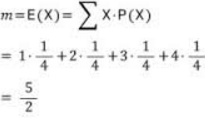 m=E(X)=∑X·P(X)
= 1·1/4+2·1/4+3·1/4+4·1/4
= 5/2